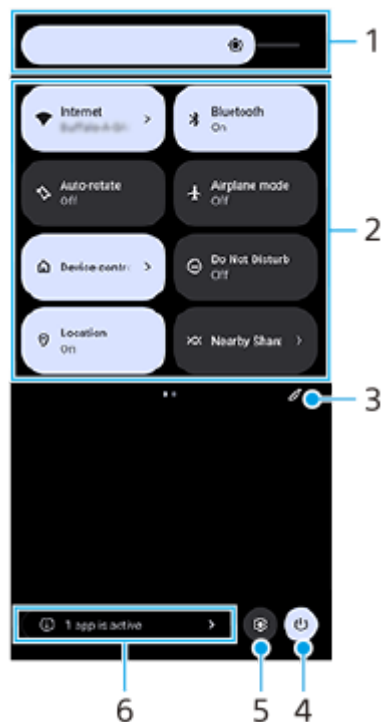 1
Internet
Bluetooth
On
Auto-rotate
Off
Airplane mode
Off
2
Device contr
Do Not Disturb
Off
Location
On
Nearby Shar
3
1 app is active
6
5
4